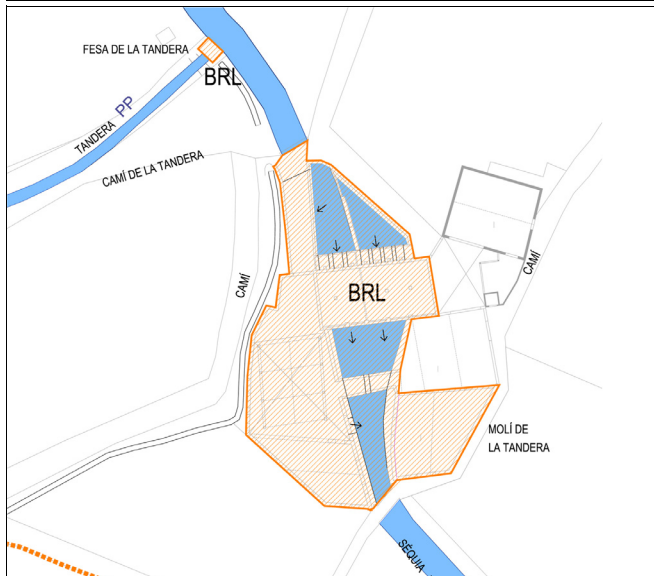 FESA DE LA TANDERA
BRL
TANDERA PP
CAMÍ DE LA TANDERA
CAMÍ
CAMÍ
BRL
MOLÍ DE
LA TANDERA
SÉQUIA